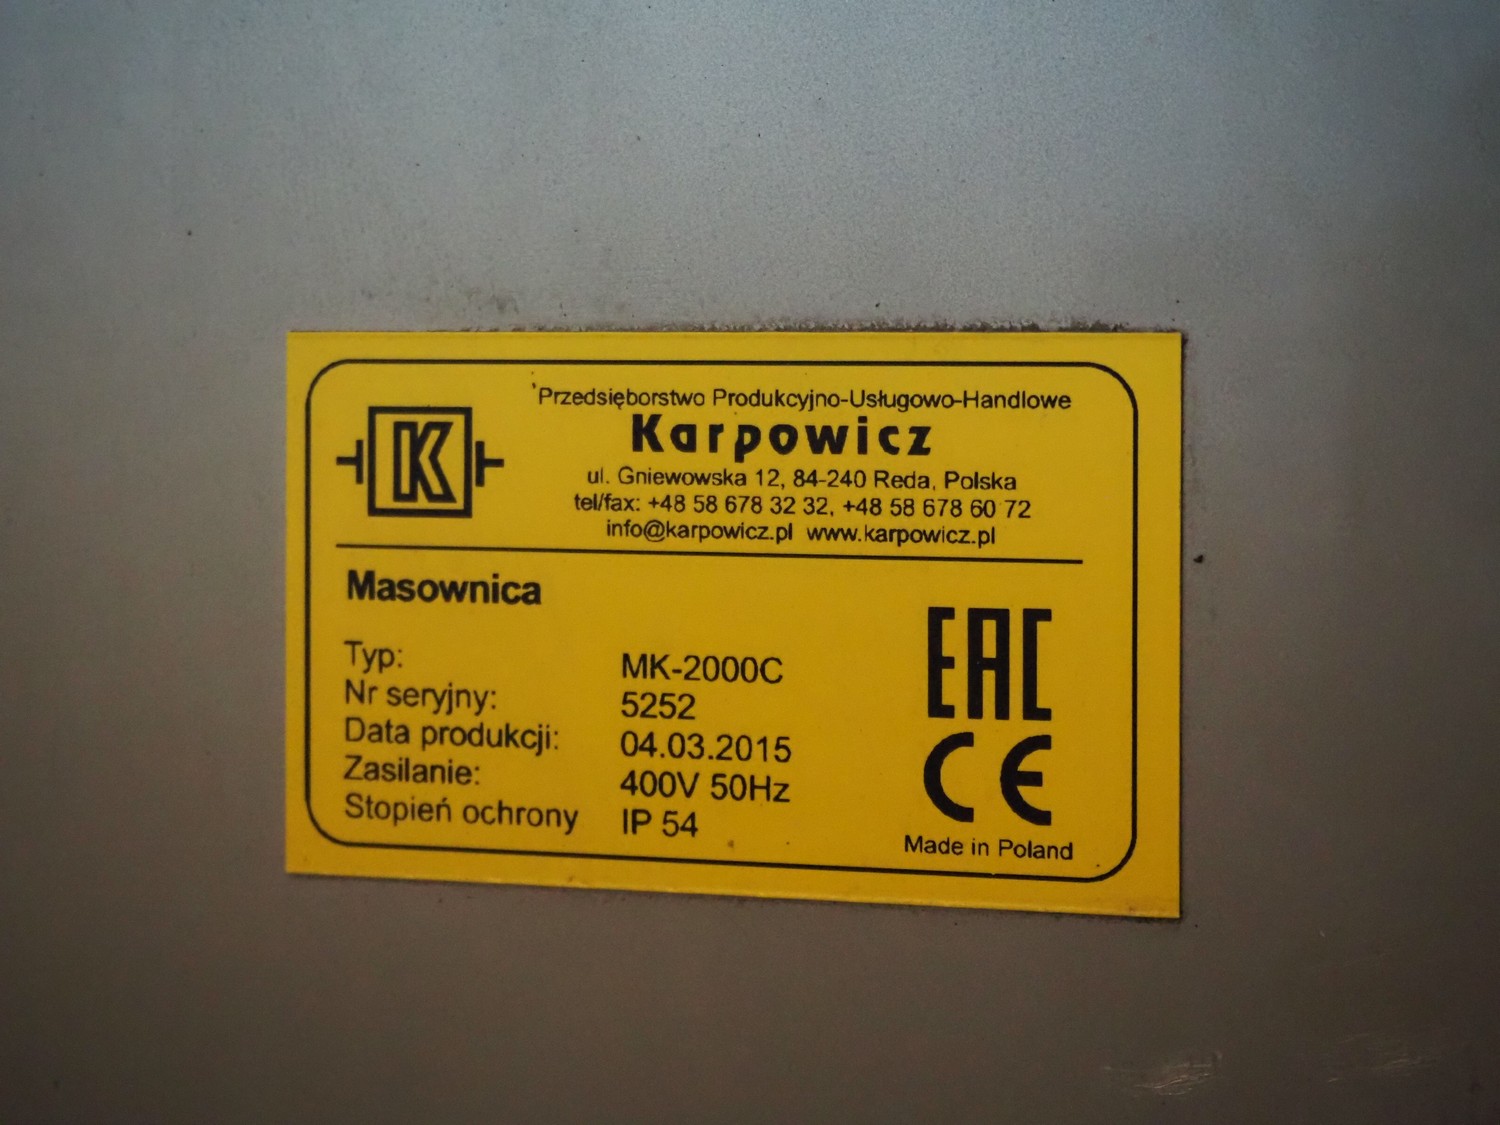 K
Przedsięborstwo Produkcyjno-Usługowo-Handlowe
Karpowicz
ul. Gniewowska 12, 84-240 Reda, Polska
tel/fax: +48 58 678 32 32, +48 58 678 60 72
info@karpowicz.pl www.karpowicz.pl
Masownica
Typ: MK-2000C
Nr seryjny: 5252
Data produkcji: 04.03.2015
Zasilanie: 400V 50Hz
Stopień ochrony IP 54
EAC
CE
Made in Poland